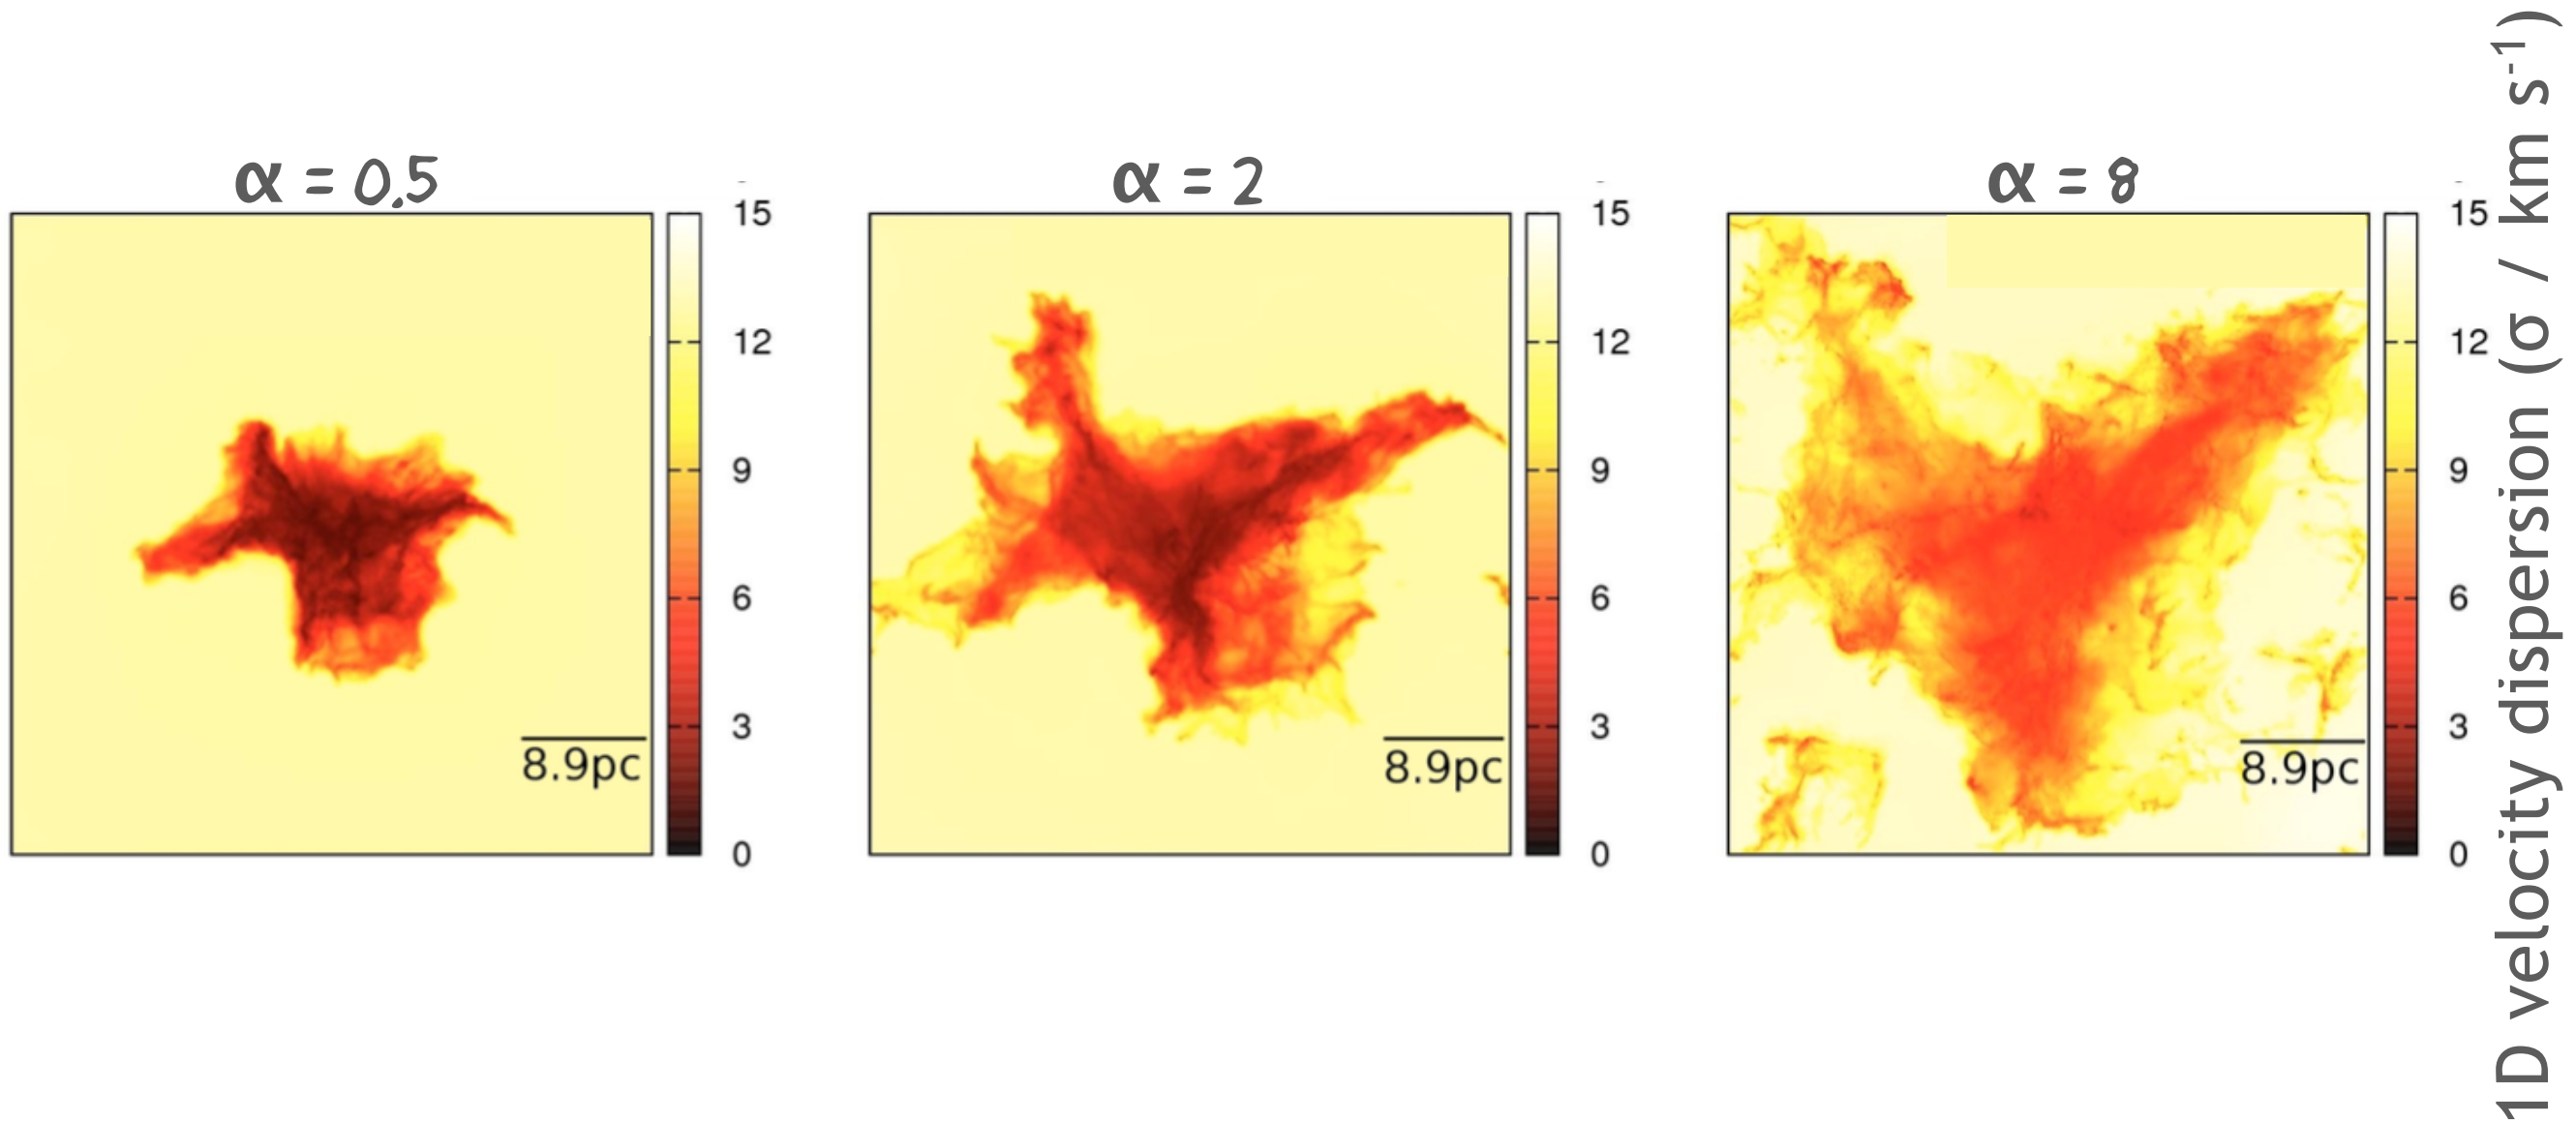 α = 0.5
15
12
9
6
3
0
8.9pc
α = 2
15
12
9
6
3
0
8.9pc
α = 8
15
12
9
6
3
0
8.9pc
1D velocity dispersion (σ / km s⁻¹)